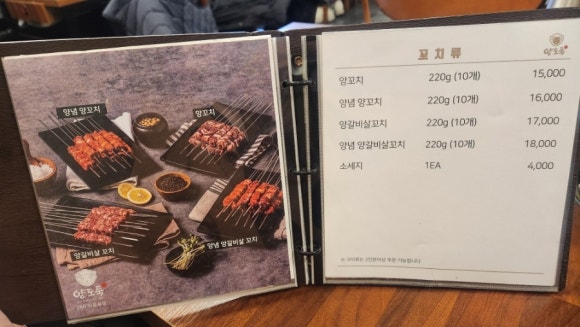 양념 양꼬치
양꼬치
양갈비살 꼬치
양념 양갈비살 꼬치
꼬 치 류
양꼬치 220g (10개) 15,000
양념 양꼬치 220g (10개) 16,000
양갈비살꼬치 220g (10개) 17,000
양념 양갈비살꼬치 220g (10개) 18,000
소세지 1EA 4,000